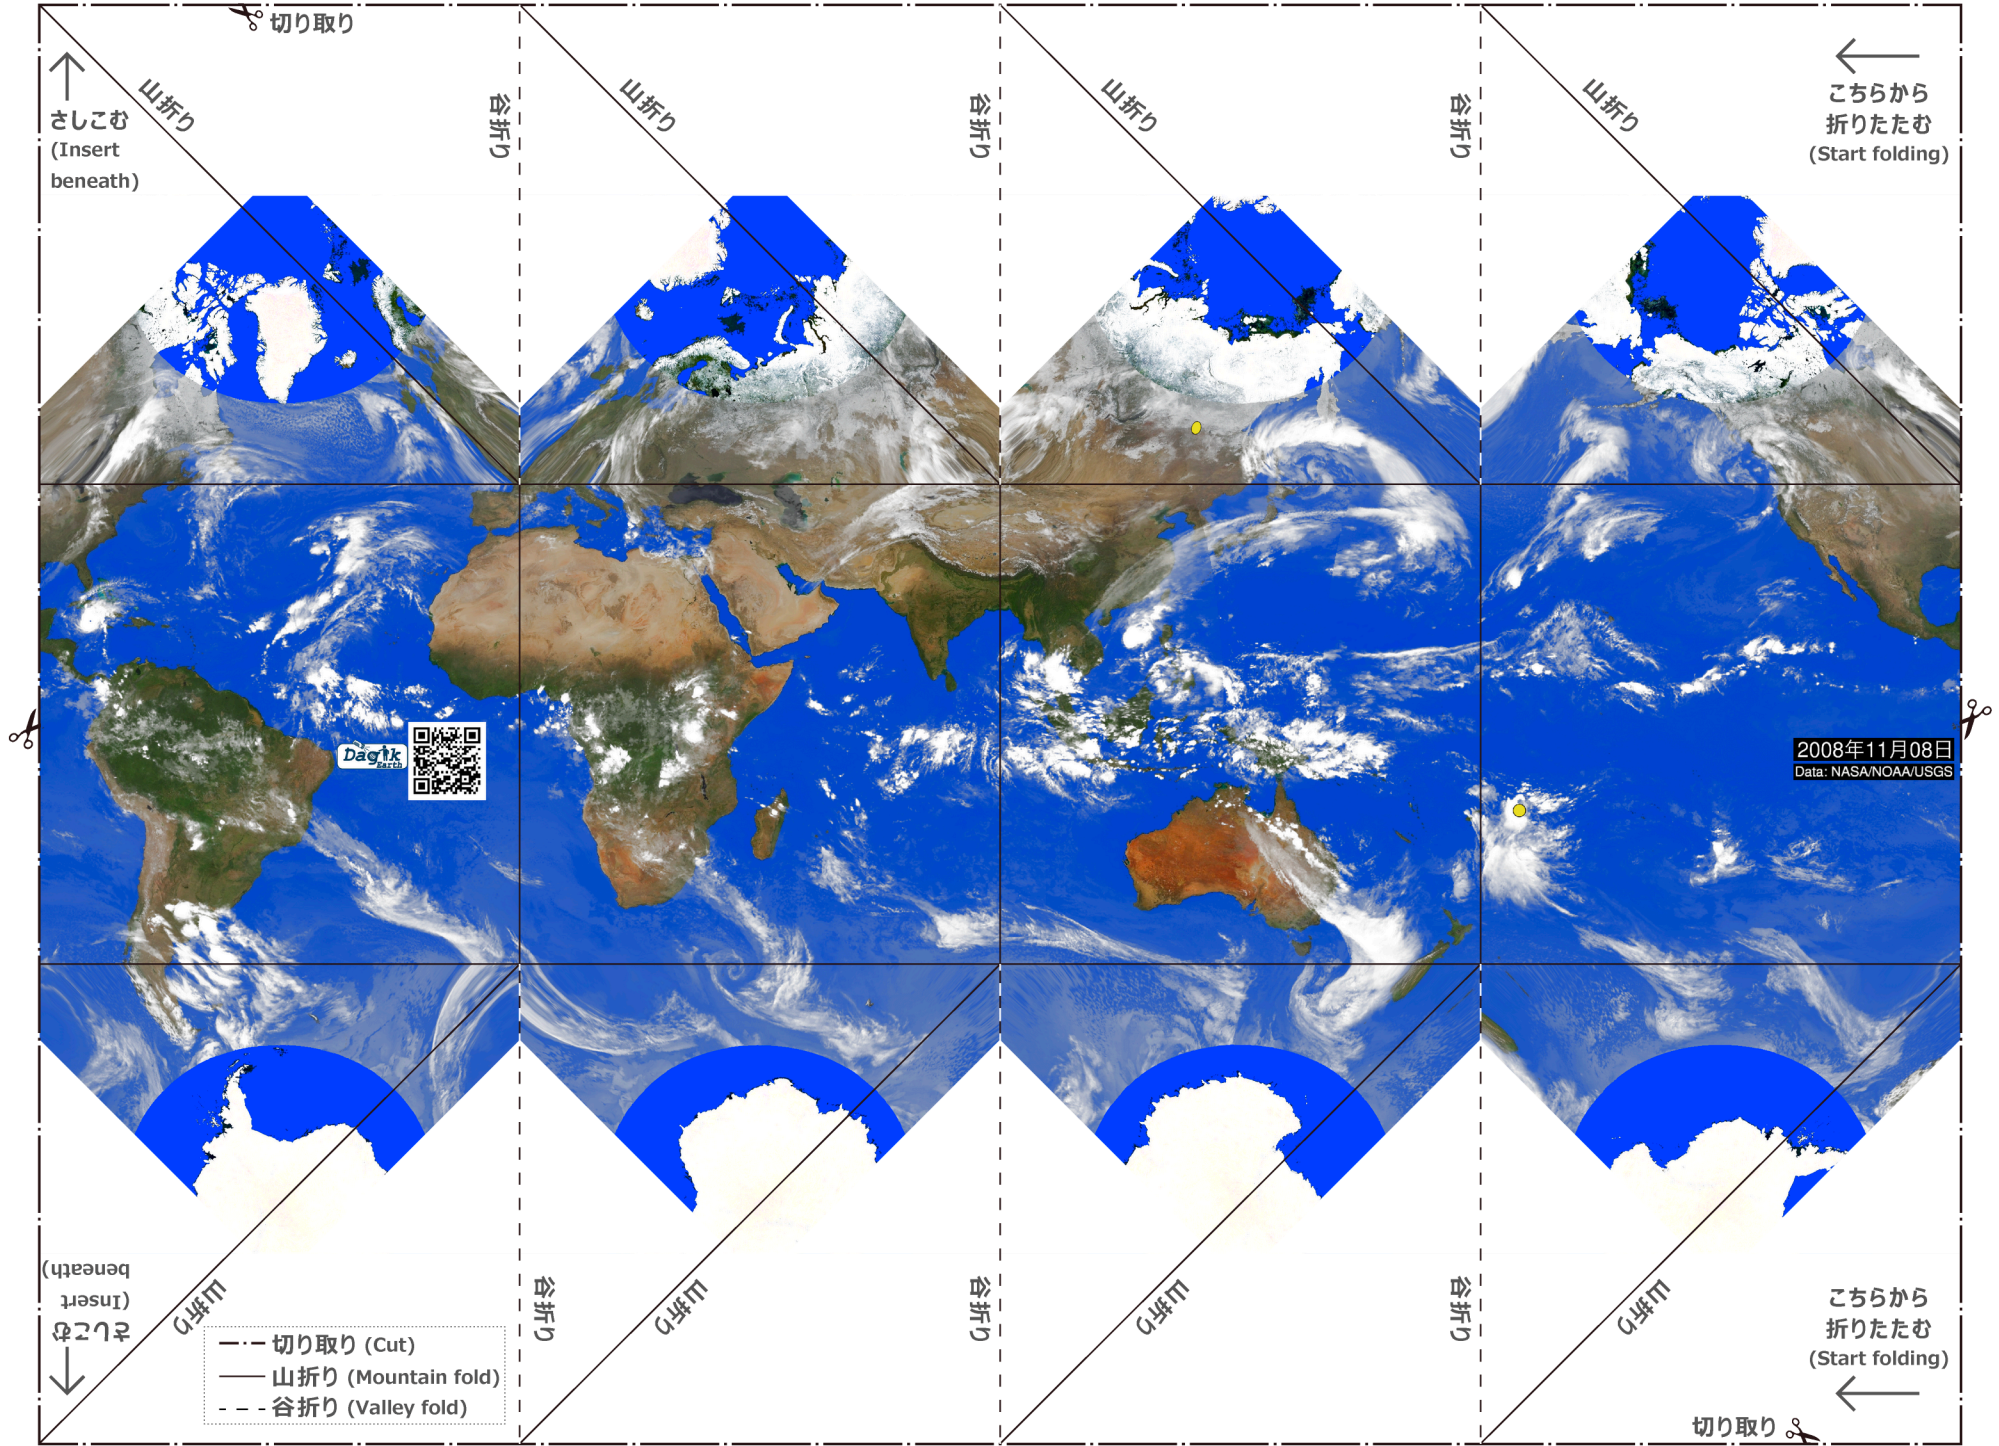 切り取り
さしこむ
(Insert
beneath)
山折り
谷折り
山折り
谷折り
山折り
谷折り
山折り
こちらから
折りたたむ
(Start folding)
Dagik
Earth
2008年11月08日
Data: NASA/NOAA/USGS
さしこむ
(Insert
beneath)
山折り
谷折り
山折り
谷折り
山折り
谷折り
山折り
こちらから
折りたたむ
(Start folding)
切り取り (Cut)
山折り (Mountain fold)
谷折り (Valley fold)
切り取り